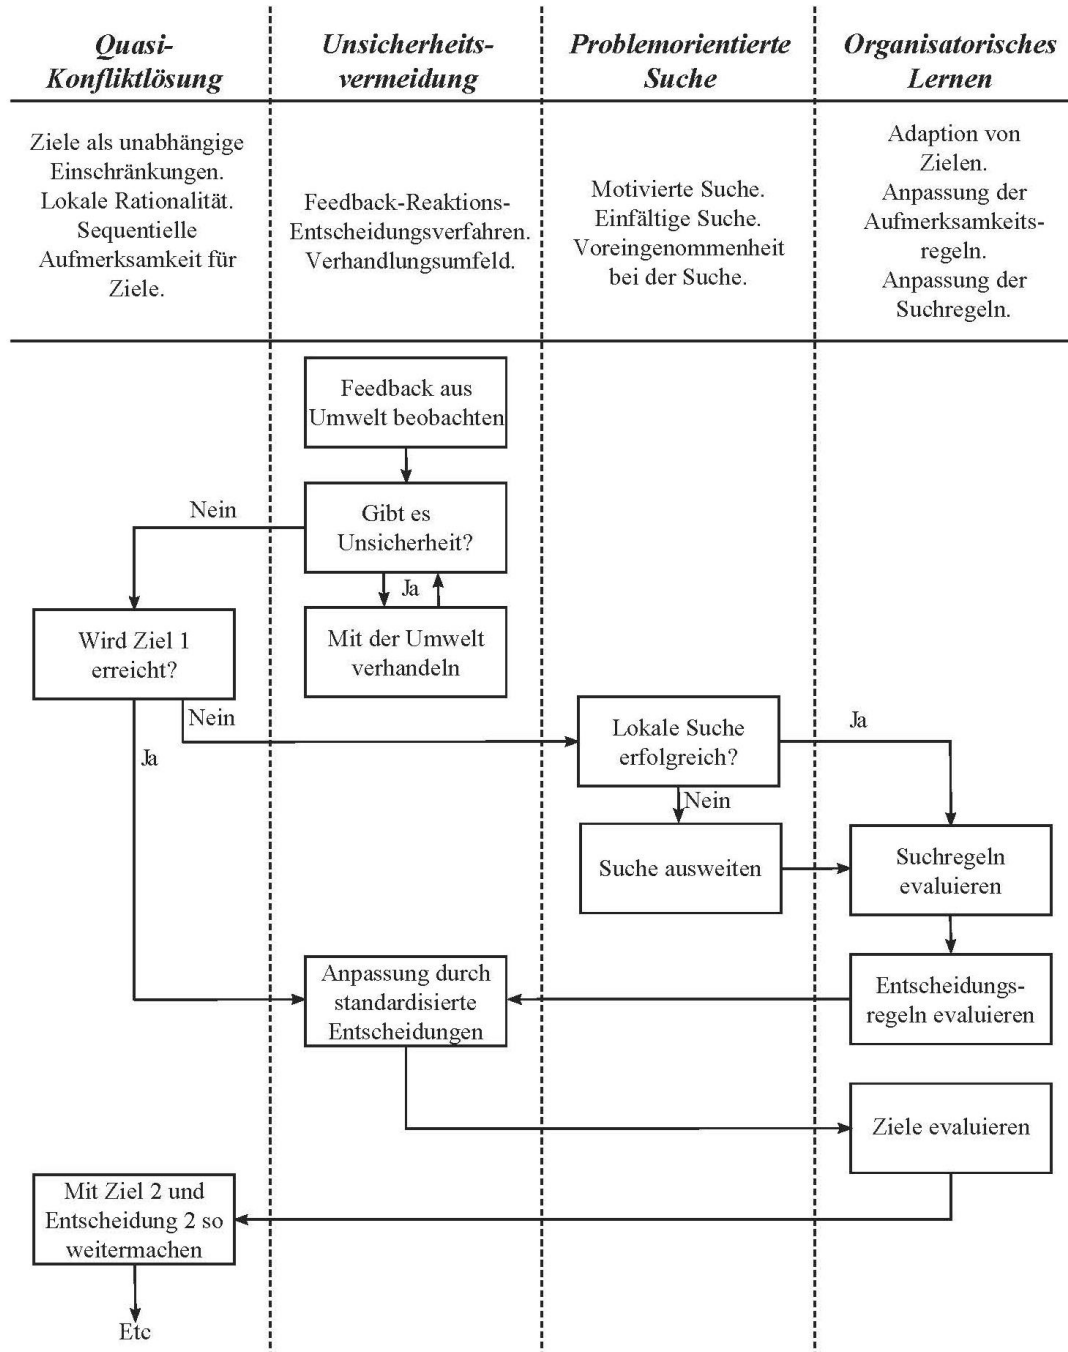 Quasi-
Konfliktlösung
Unsicherheits-
vermeidung
Problemorientierte
Suche
Organisatorisches
Lernen
Ziele als unabhängige
Einschränkungen.
Lokale Rationalität.
Sequentielle
Aufmerksamkeit für
Ziele.
Feedback-Reaktions-
Entscheidungsverfahren.
Verhandlungsumfeld.
Motivierte Suche.
Einfältige Suche.
Voreingenommenheit
bei der Suche.
Adaption von
Zielen.
Anpassung der
Aufmerksamkeits-
regeln.
Anpassung der
Suchregeln.
Feedback aus
Umwelt beobachten
Nein
Gibt es
Unsicherheit?
Ja
Wird Ziel 1
erreicht?
Mit der Umwelt
verhandeln
Nein
Ja
Lokale Suche
erfolgreich?
Ja
Nein
Suche ausweiten
Suchregeln
evaluieren
Anpassung durch
standardisierte
Entscheidungen
Entscheidungs-
regeln evaluieren
Ziele evaluieren
Mit Ziel 2 und
Entscheidung 2 so
weitermachen
Etc